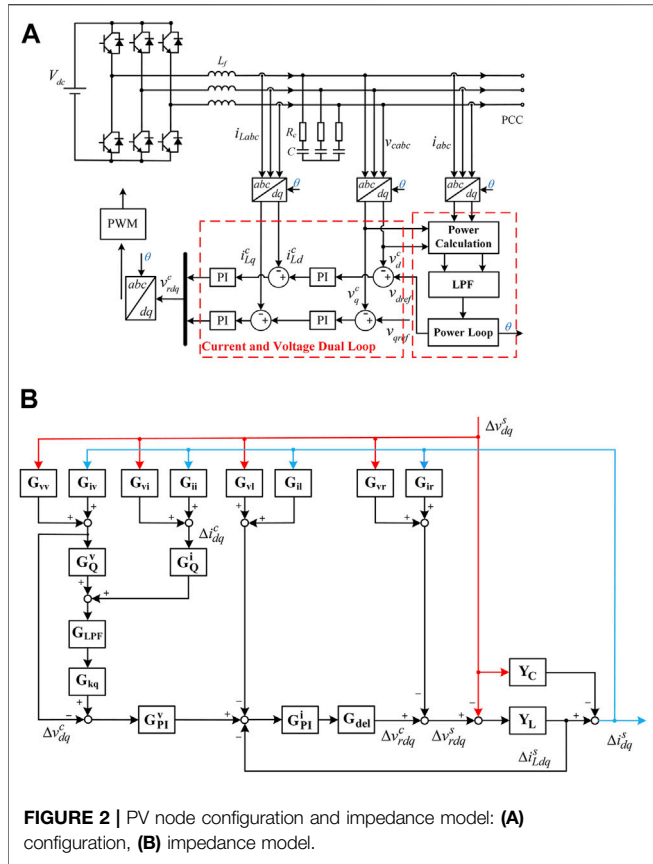 A
V_dc
L_f
PCC
i_Labc
R_c
C
v_cabc
i_abc
abc
dq
θ
abc
dq
θ
abc
dq
θ
PWM
θ
abc
dq
v^c_rdq
i^c_Lq
i^c_Ld
v^c_d
v^c_q
v_dref
v_qref
PI
PI
PI
PI
Power
Calculation
LPF
Power Loop
θ
Current and Voltage Dual Loop
B
Δv^s_dq
G_vv
G_iv
G_vi
G_ii
G_vl
G_il
G_vr
G_ir
Δi^c_dq
G^v_Q
G^i_Q
G_LPF
G_kq
Y_C
G^v_PI
G^i_PI
G_del
Y_L
Δv^c_dq
Δv^c_rdq
Δv^s_rdq
Δi^s_Ldq
Δi^s_dq
FIGURE 2 | PV node configuration and impedance model: (A)
configuration, (B) impedance model.